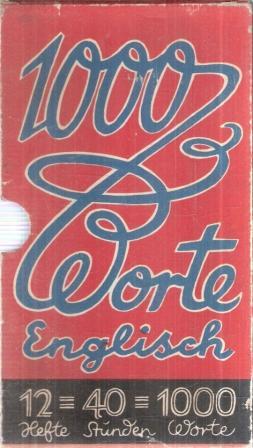 1000
Worte
Englisch
12 = 40 = 1000
Hefte Stunden Worte